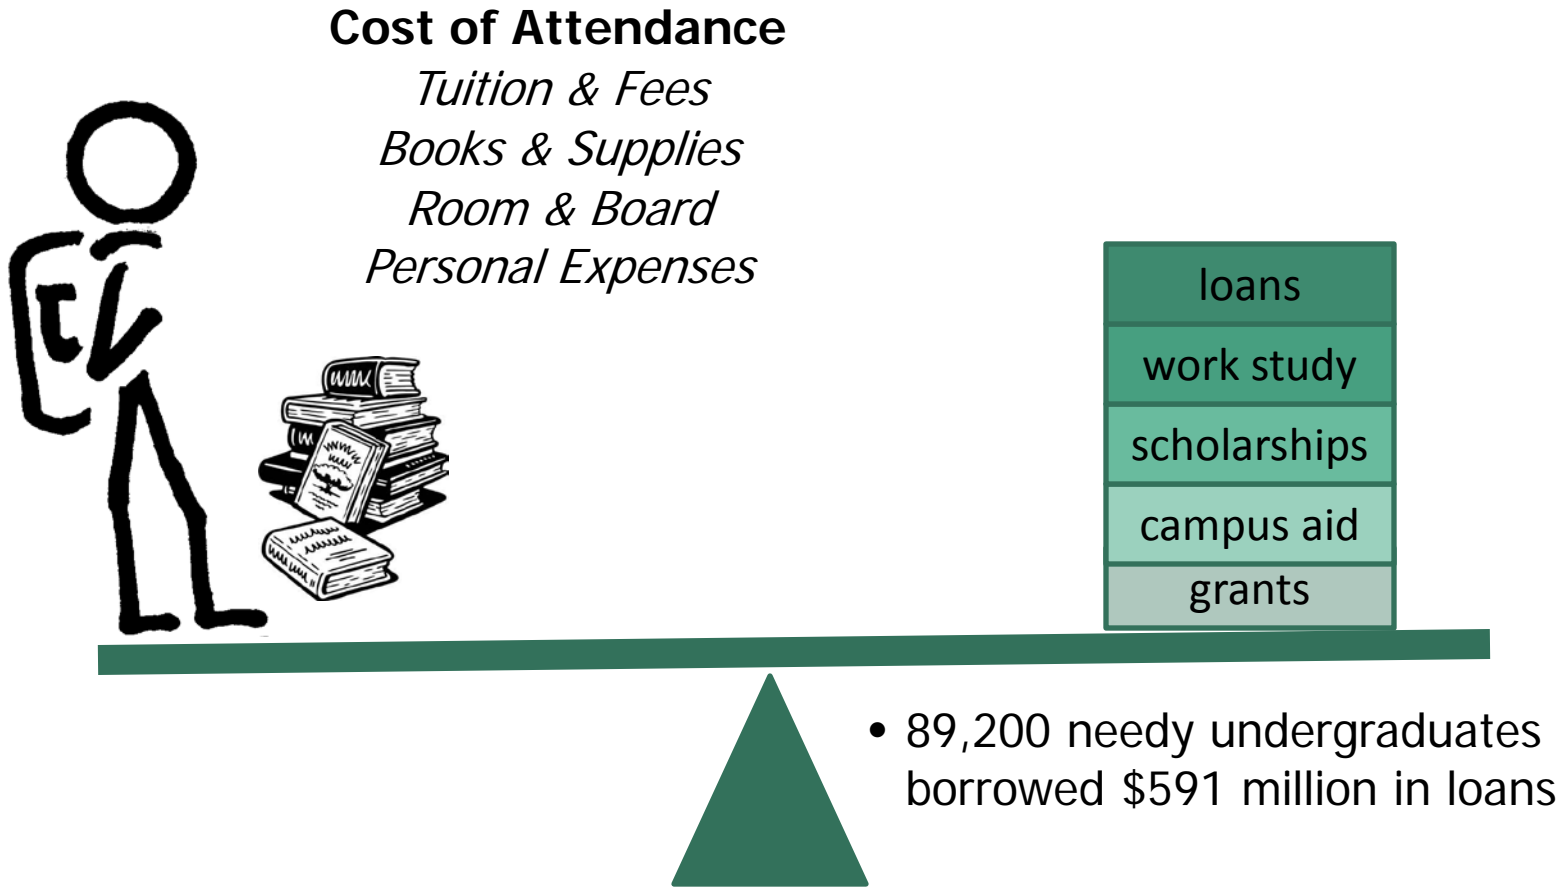 Cost of Attendance
Tuition & Fees
Books & Supplies
Room & Board
Personal Expenses
loans
work study
scholarships
campus aid
grants
• 89,200 needy undergraduates
borrowed $591 million in loans